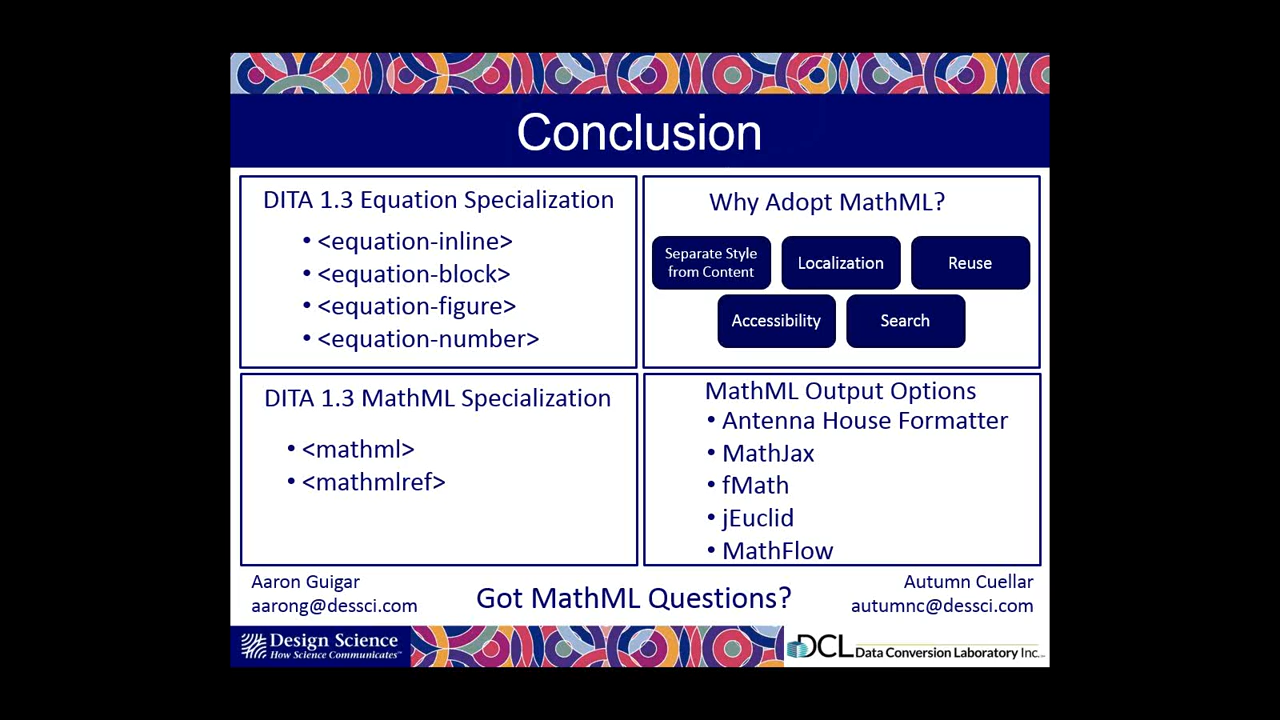 Conclusion
DITA 1.3 Equation Specialization
• <equation-inline>
• <equation-block>
• <equation-figure>
• <equation-number>
Why Adopt MathML?
Separate Style
from Content
Localization
Reuse
Accessibility
Search
DITA 1.3 MathML Specialization
• <mathml>
• <mathmlref>
MathML Output Options
• Antenna House Formatter
• MathJax
• fMath
• jEuclid
• MathFlow
Aaron Guigar
aarong@dessci.com
Got MathML Questions?
Autumn Cuellar
autumnc@dessci.com
Design Science
How Science Communicates
DCL Data Conversion Laboratory Inc.